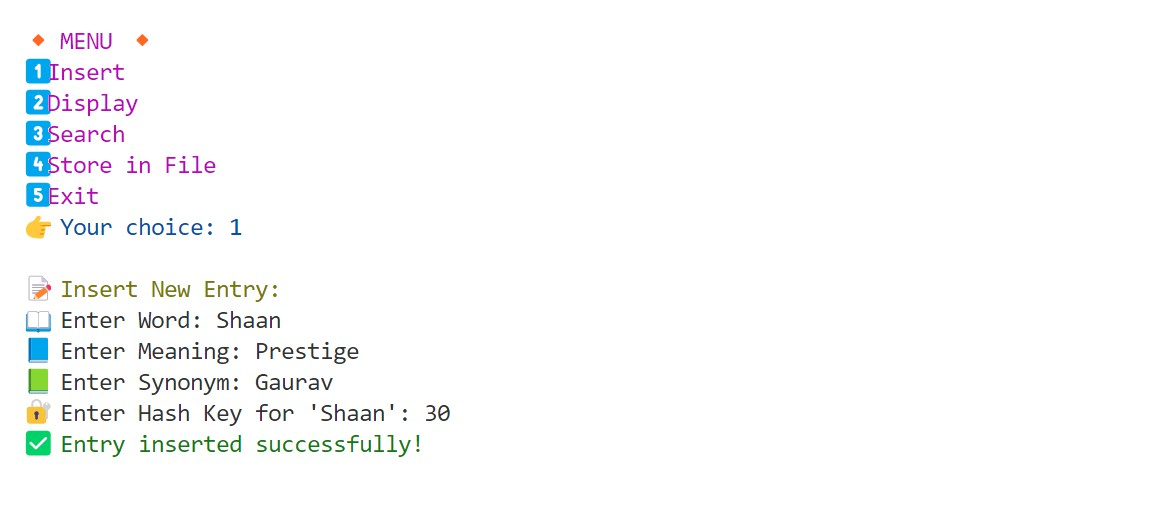 🔸 MENU 🔸
1️⃣Insert
2️⃣Display
3️⃣Search
4️⃣Store in File
5️⃣Exit
👉 Your choice: 1
📝 Insert New Entry:
📖 Enter Word: Shaan
📘 Enter Meaning: Prestige
📗 Enter Synonym: Gaurav
🔐 Enter Hash Key for 'Shaan': 30
✅ Entry inserted successfully!